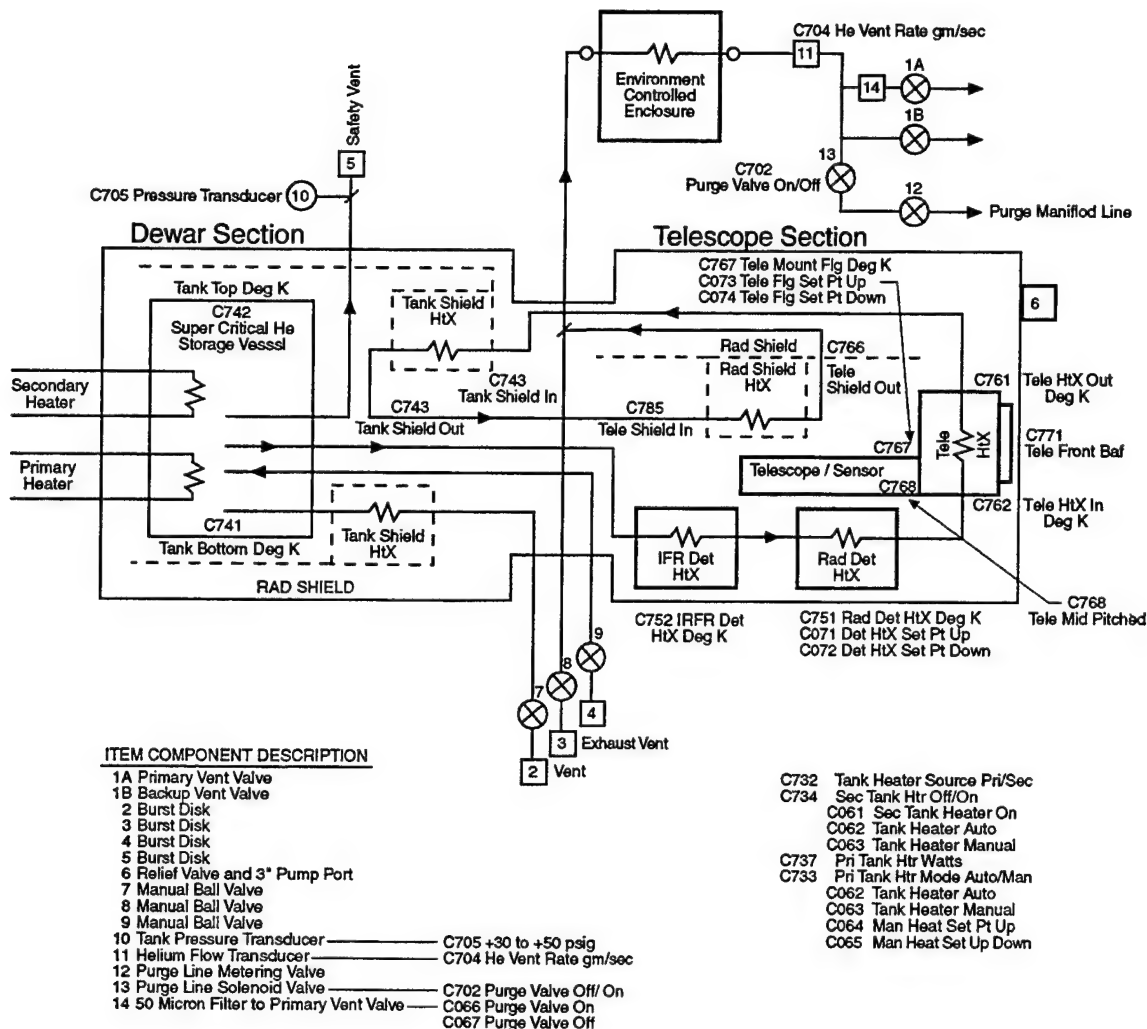 C704 He Vent Rate gm/sec
11
1A
14
1B
Environment
Controlled
Enclosure
13
C702
Purge Valve On/Off
12
Purge Maniflod Line
Safety Vent
5
C705 Pressure Transducer
10
Dewar Section
Telescope Section
C767 Tele Mount Flg Deg K
C073 Tele Flg Set Pt Up
C074 Tele Flg Set Pt Down
6
Tank Top Deg K
C742
Super Critical He
Storage Vesssl
Tank Shield
HtX
Secondary
Heater
Primary
Heater
C743
Tank Shield In
C743
Tank Shield Out
C785
Tele Shield In
Rad Shield
Rad Shield
HtX
C766
Tele
Shield Out
C761
Tele HtX Out
Deg K
C767
Tele
HtX
C771
Tele Front Baf
Telescope / Sensor
C768
C762
Tele HtX In
Deg K
C741
Tank Bottom Deg K
Tank Shield
HtX
IFR Det
HtX
Rad Det
HtX
RAD SHIELD
C752 IRFR Det
HtX Deg K
C751 Rad Det HtX Deg K
C071 Det HtX Set Pt Up
C072 Det HtX Set Pt Down
C768
Tele Mid Pitched
9
8
7
4
3
Exhaust Vent
2
Vent
ITEM COMPONENT DESCRIPTION
1A Primary Vent Valve
1B Backup Vent Valve
2 Burst Disk
3 Burst Disk
4 Burst Disk
5 Burst Disk
6 Relief Valve and 3" Pump Port
7 Manual Ball Valve
8 Manual Ball Valve
9 Manual Ball Valve
10 Tank Pressure Transducer C705 +30 to +50 psig
11 Helium Flow Transducer C704 He Vent Rate gm/sec
12 Purge Line Metering Valve
13 Purge Line Solenoid Valve C702 Purge Valve Off/ On
14 50 Micron Filter to Primary Vent Valve C066 Purge Valve On
C067 Purge Valve Off
C732 Tank Heater Source Pri/Sec
C734 Sec Tank Htr Off/On
C061 Sec Tank Heater On
C062 Tank Heater Auto
C063 Tank Heater Manual
C737 Pri Tank Htr Watts
C733 Pri Tank Htr Mode Auto/Man
C062 Tank Heater Auto
C063 Tank Heater Manual
C064 Man Heat Set Pt Up
C065 Man Heat Set Up Down